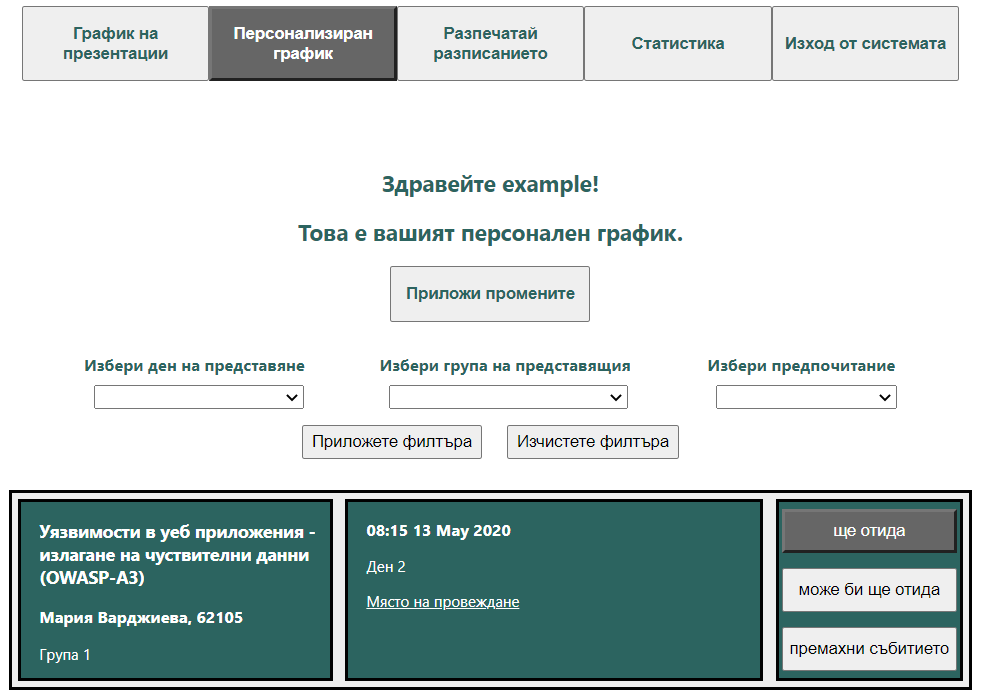 График на
презентации
Персонализиран
график
Разпечатай
разписанието
Статистика
Изход от системата
Здравейте example!
Това е вашият персонален график.
Приложи промените
Избери ден на представяне
Избери група на представящия
Избери предпочитание
Приложете филтъра
Изчистете филтъра
Уязвимости в уеб приложения -
излагане на чуствителни данни
(OWASP-A3)
Мария Варджиева, 62105
Група 1
08:15 13 May 2020
Ден 2
Място на провеждане
ще отида
може би ще отида
премахни събитието